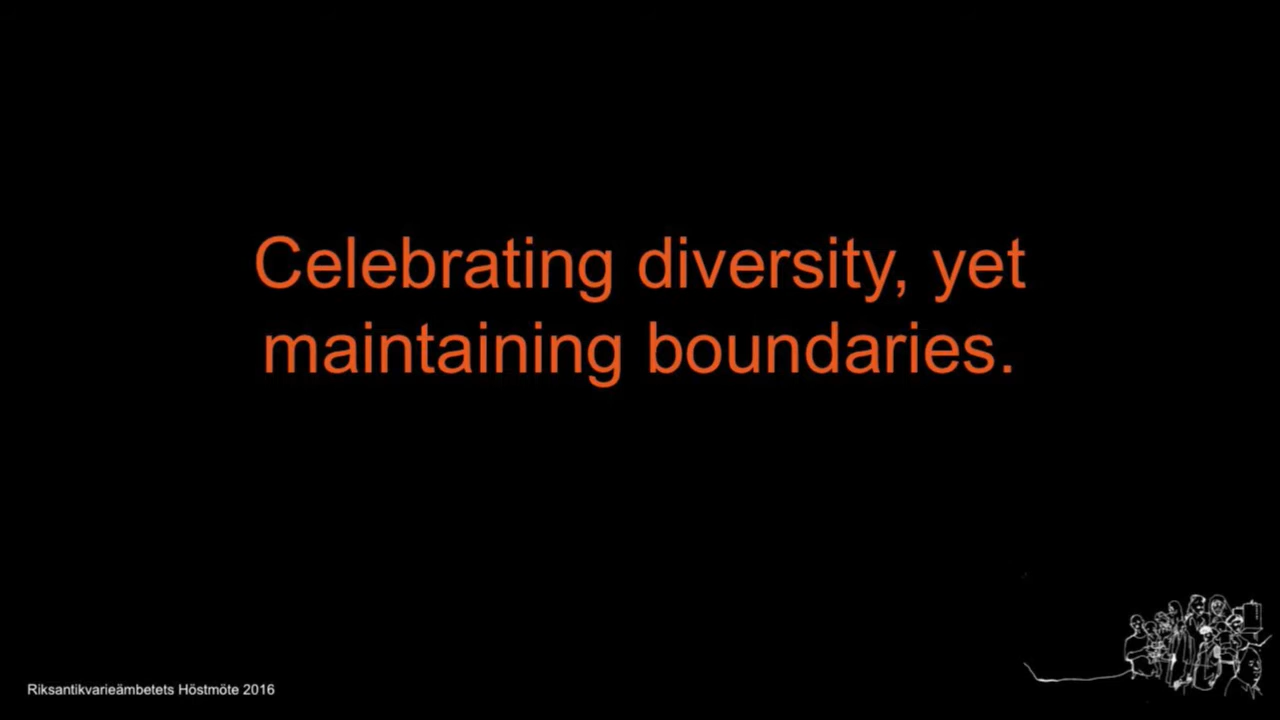 Celebrating diversity, yet
maintaining boundaries.
Riksantikvarieämbetets Höstmöte 2016